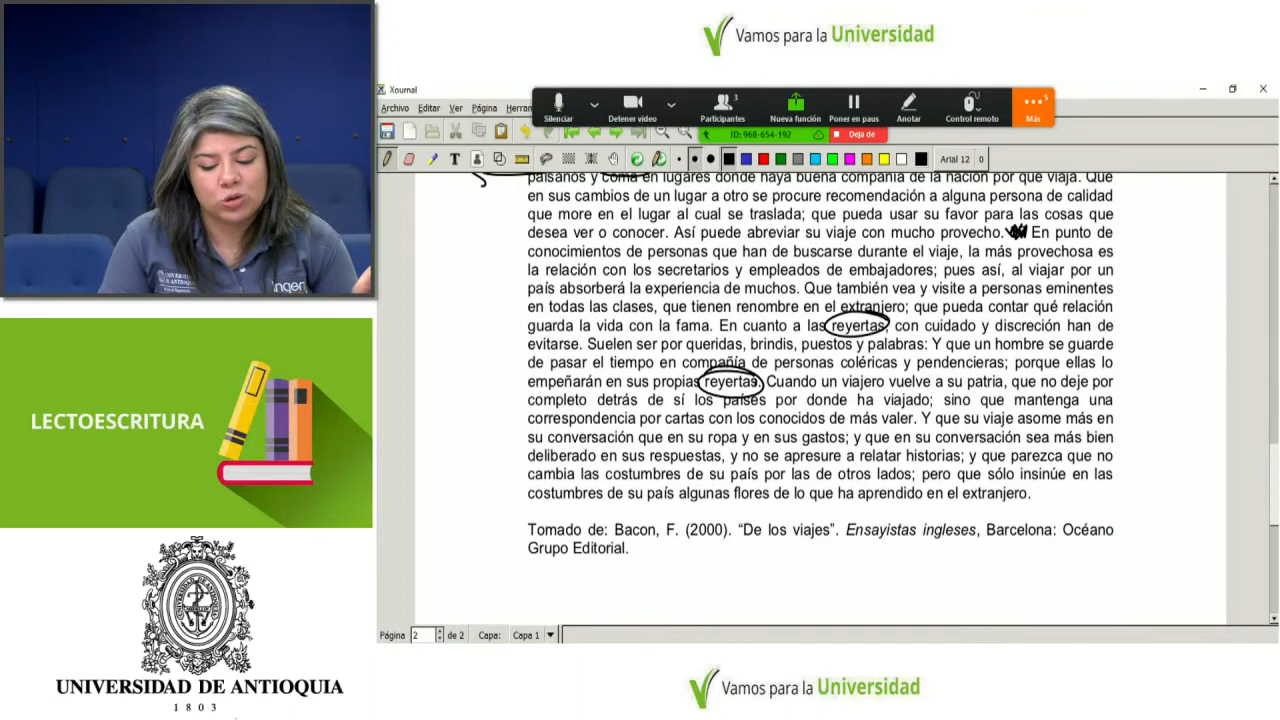 Vamos para la Universidad
Xournal
Archivo Editar Ver Página Herram
Silenciar Detener video Participantes 3 Nueva función Poner en paus Anotar Control remoto Más 5
ID: 968-654-192 Deja de
Arial 12
paisanos y coma en lugares donde haya buena compañía de la nación por que viaja. Que
en sus cambios de un lugar a otro se procure recomendación a alguna persona de calidad
que more en el lugar al cual se traslada; que pueda usar su favor para las cosas que
desea ver o conocer. Así puede abreviar su viaje con mucho provecho. En punto de
conocimientos de personas que han de buscarse durante el viaje, la más provechosa es
la relación con los secretarios y empleados de embajadores; pues así, al viajar por un
país absorberá la experiencia de muchos. Que también vea y visite a personas eminentes
en todas las clases, que tienen renombre en el extranjero; que pueda contar qué relación
guarda la vida con la fama. En cuanto a las reyertas, con cuidado y discreción han de
evitarse. Suelen ser por queridas, brindis, puestos y palabras: Y que un hombre se guarde
de pasar el tiempo en compañía de personas coléricas y pendencieras; porque ellas lo
empeñarán en sus propias reyertas. Cuando un viajero vuelve a su patria, que no deje por
completo detrás de sí los países por donde ha viajado; sino que mantenga una
correspondencia por cartas con los conocidos de más valer. Y que su viaje asome más en
su conversación que en su ropa y en sus gastos; y que en su conversación sea más bien
deliberado en sus respuestas, y no se apresure a relatar historias; y que parezca que no
cambia las costumbres de su país por las de otros lados; pero que sólo insinúe en las
costumbres de su país algunas flores de lo que ha aprendido en el extranjero.
Tomado de: Bacon, F. (2000). “De los viajes”. Ensayistas ingleses, Barcelona: Océano
Grupo Editorial.
Página 2 de 2 Capa: Capa 1
LECTOESCRITURA
UNIVERSIDAD DE ANTIOQUIA
1803
Vamos para la Universidad